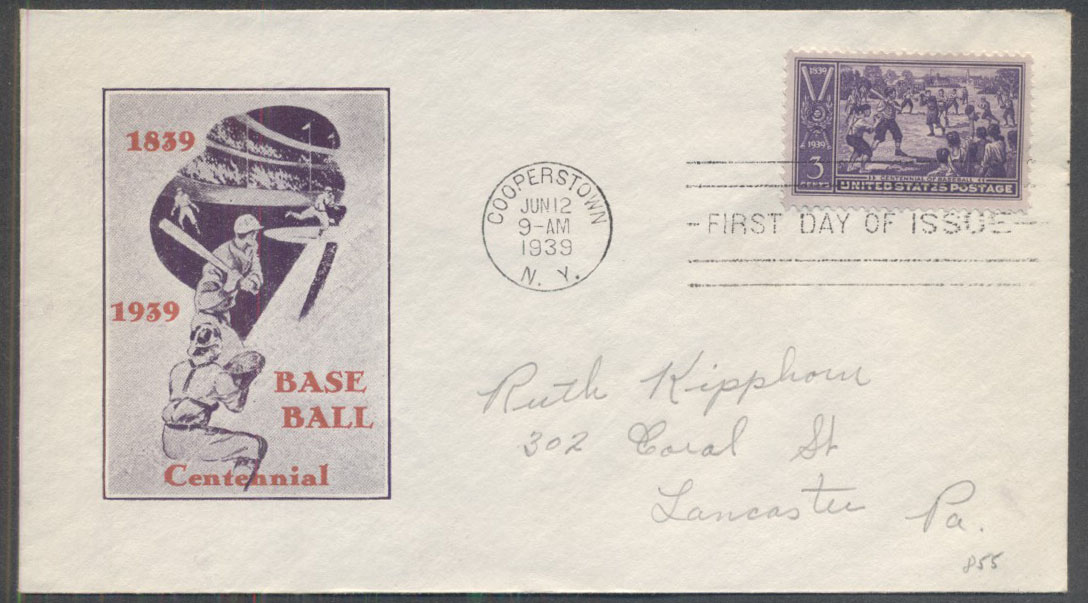 1839
1939
BASE
BALL
Centennial
COOPERSTOWN
JUN 12
9-AM
1939
N. Y.
1839
1939
3
CENTS
CENTENNIAL OF BASEBALL
UNITED STATES POSTAGE
FIRST DAY OF ISSUE
Ruth Kipphorn
302 Coral St
Lancaster Pa.
855